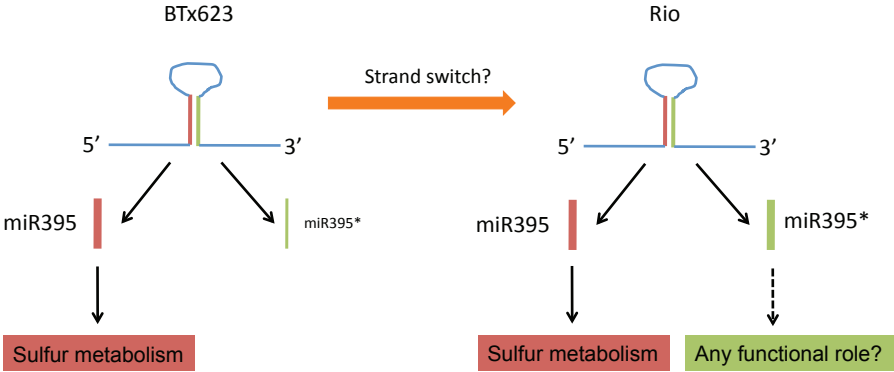 BTx623
Rio
Strand switch?
5’
3’
5’
3’
miR395
miR395*
miR395
miR395*
Sulfur metabolism
Sulfur metabolism
Any functional role?